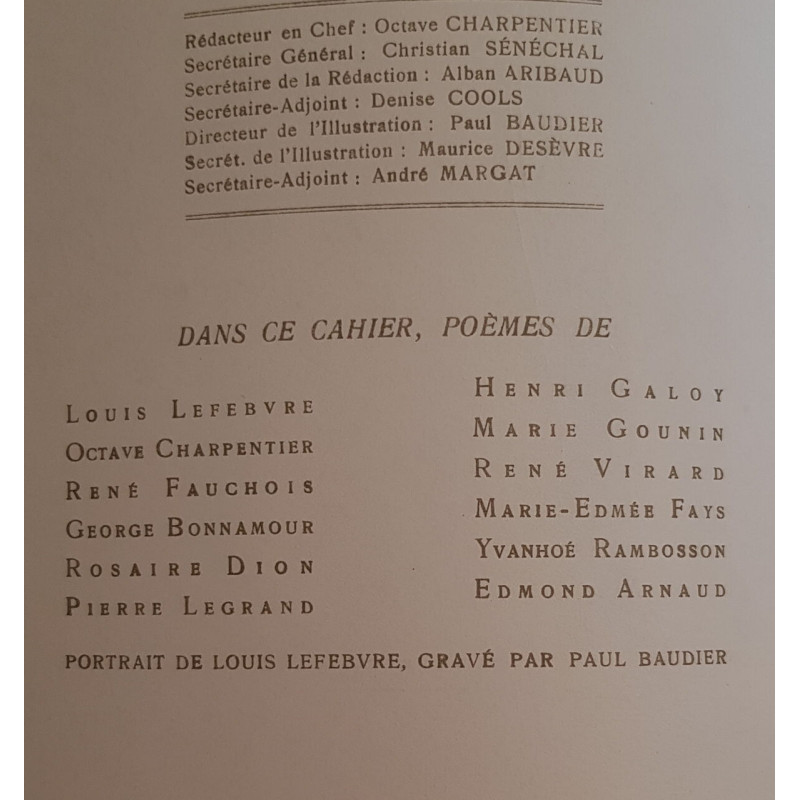 Rédacteur en Chef : Octave CHARPENTIER
Secrétaire Général : Christian SÉNÉCHAL
Secrétaire de la Rédaction : Alban ARIBAUD
Secrétaire-Adjoint : Denise COOLS
Directeur de l'Illustration : Paul BAUDIER
Secrét. de l'Illustration : Maurice DESÈVRE
Secrétaire-Adjoint : André MARGAT
DANS CE CAHIER, POÈMES DE
LOUIS LEFEBVRE
OCTAVE CHARPENTIER
RENÉ FAUCHOIS
GEORGE BONNAMOUR
ROSAIRE DION
PIERRE LEGRAND
HENRI GALOY
MARIE GOUNIN
RENÉ VIRARD
MARIE-EDMÉE FAYS
YVANHOÉ RAMBOSSON
EDMOND ARNAUD
PORTRAIT DE LOUIS LEFEBVRE, GRAVÉ PAR PAUL BAUDIER